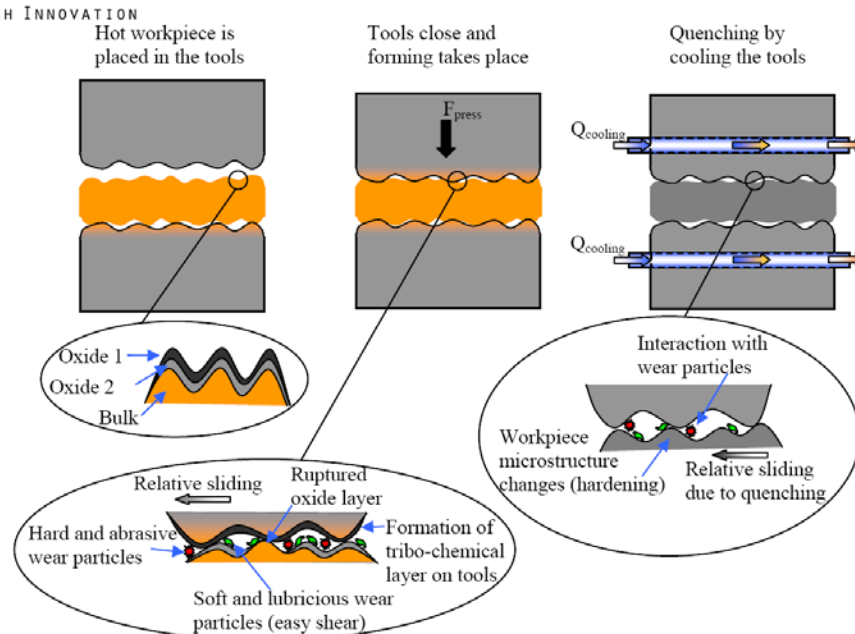 H INNOVATION
Hot workpiece is
placed in the tools
Tools close and
forming takes place
Quenching by
cooling the tools
F_press
Q_cooling
Q_cooling
Oxide 1
Oxide 2
Bulk
Interaction with
wear particles
Workpiece
microstructure
changes (hardening)
Relative sliding
due to quenching
Relative sliding
Ruptured
oxide layer
Hard and abrasive
wear particles
Formation of
tribo-chemical
layer on tools
Soft and lubricious wear
particles (easy shear)